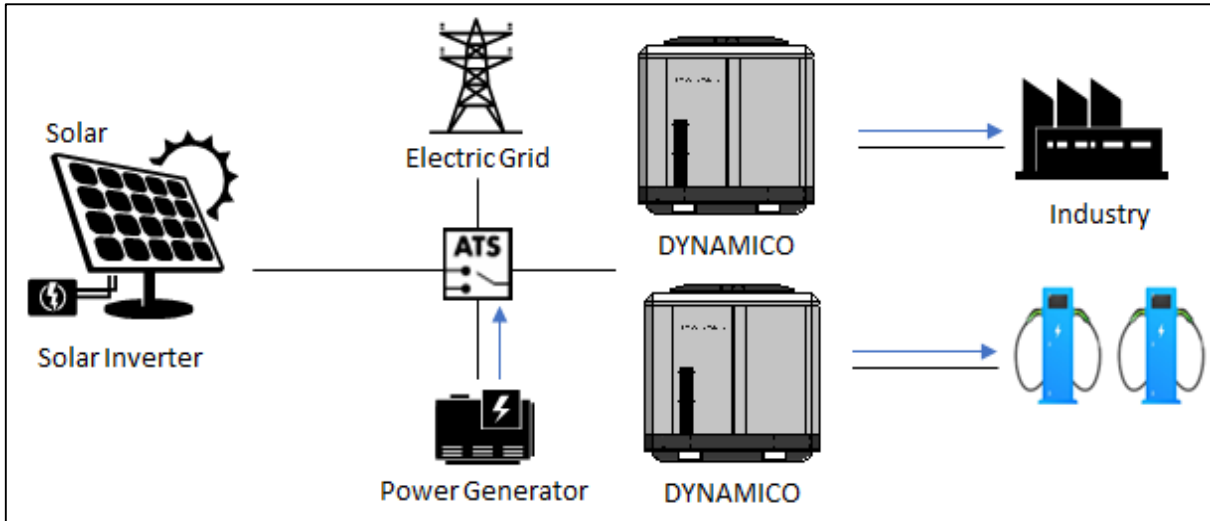 Solar
Solar Inverter
Electric Grid
ATS
Power Generator
DYNAMICO
DYNAMICO
Industry